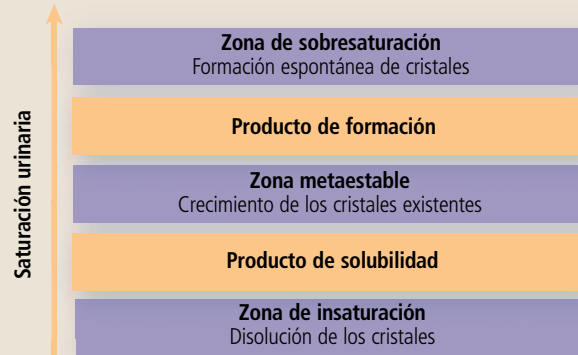 Saturación urinaria
Zona de sobresaturación
Formación espontánea de cristales
Producto de formación
Zona metaestable
Crecimiento de los cristales existentes
Producto de solubilidad
Zona de insaturación
Disolución de los cristales